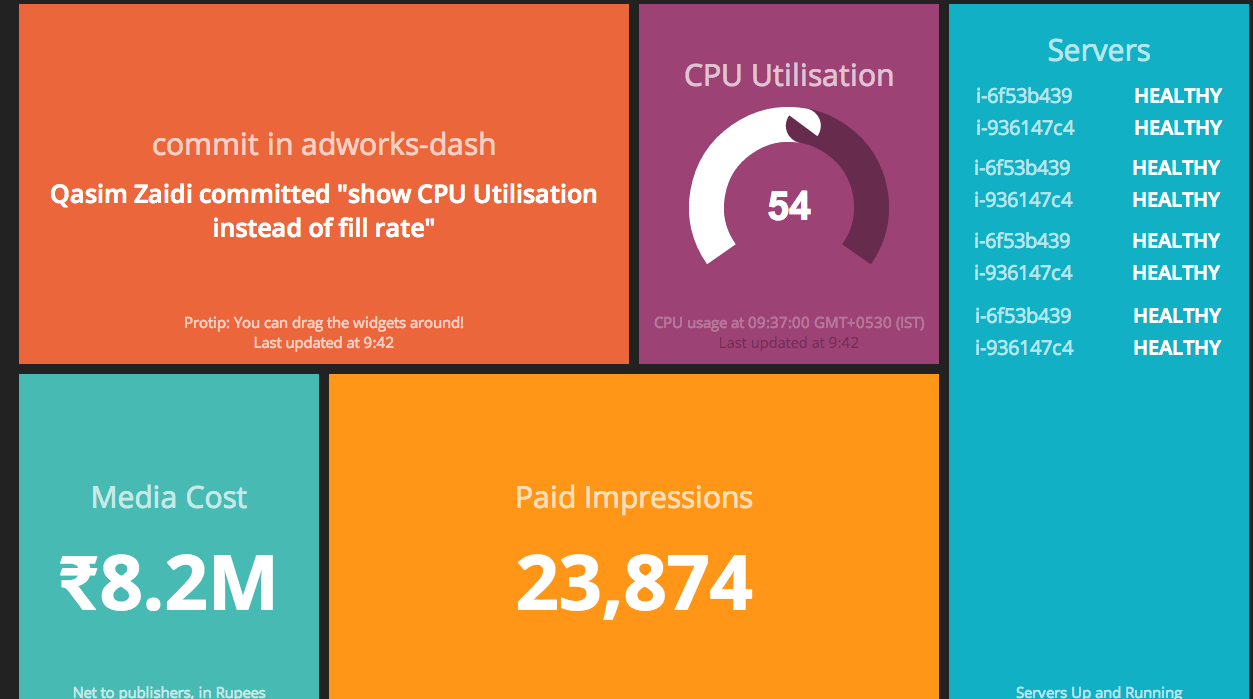 commit in adworks-dash
Qasim Zaidi committed "show CPU Utilisation
instead of fill rate"
Protip: You can drag the widgets around!
Last updated at 9:42
CPU Utilisation
54
CPU usage at 09:37:00 GMT+0530 (IST)
Last updated at 9:42
Servers
i-6f53b439 HEALTHY
i-936147c4 HEALTHY
i-6f53b439 HEALTHY
i-936147c4 HEALTHY
i-6f53b439 HEALTHY
i-936147c4 HEALTHY
i-6f53b439 HEALTHY
i-936147c4 HEALTHY
Servers Up and Running
Media Cost
₹8.2M
Net to publishers, in Rupees
Paid Impressions
23,874